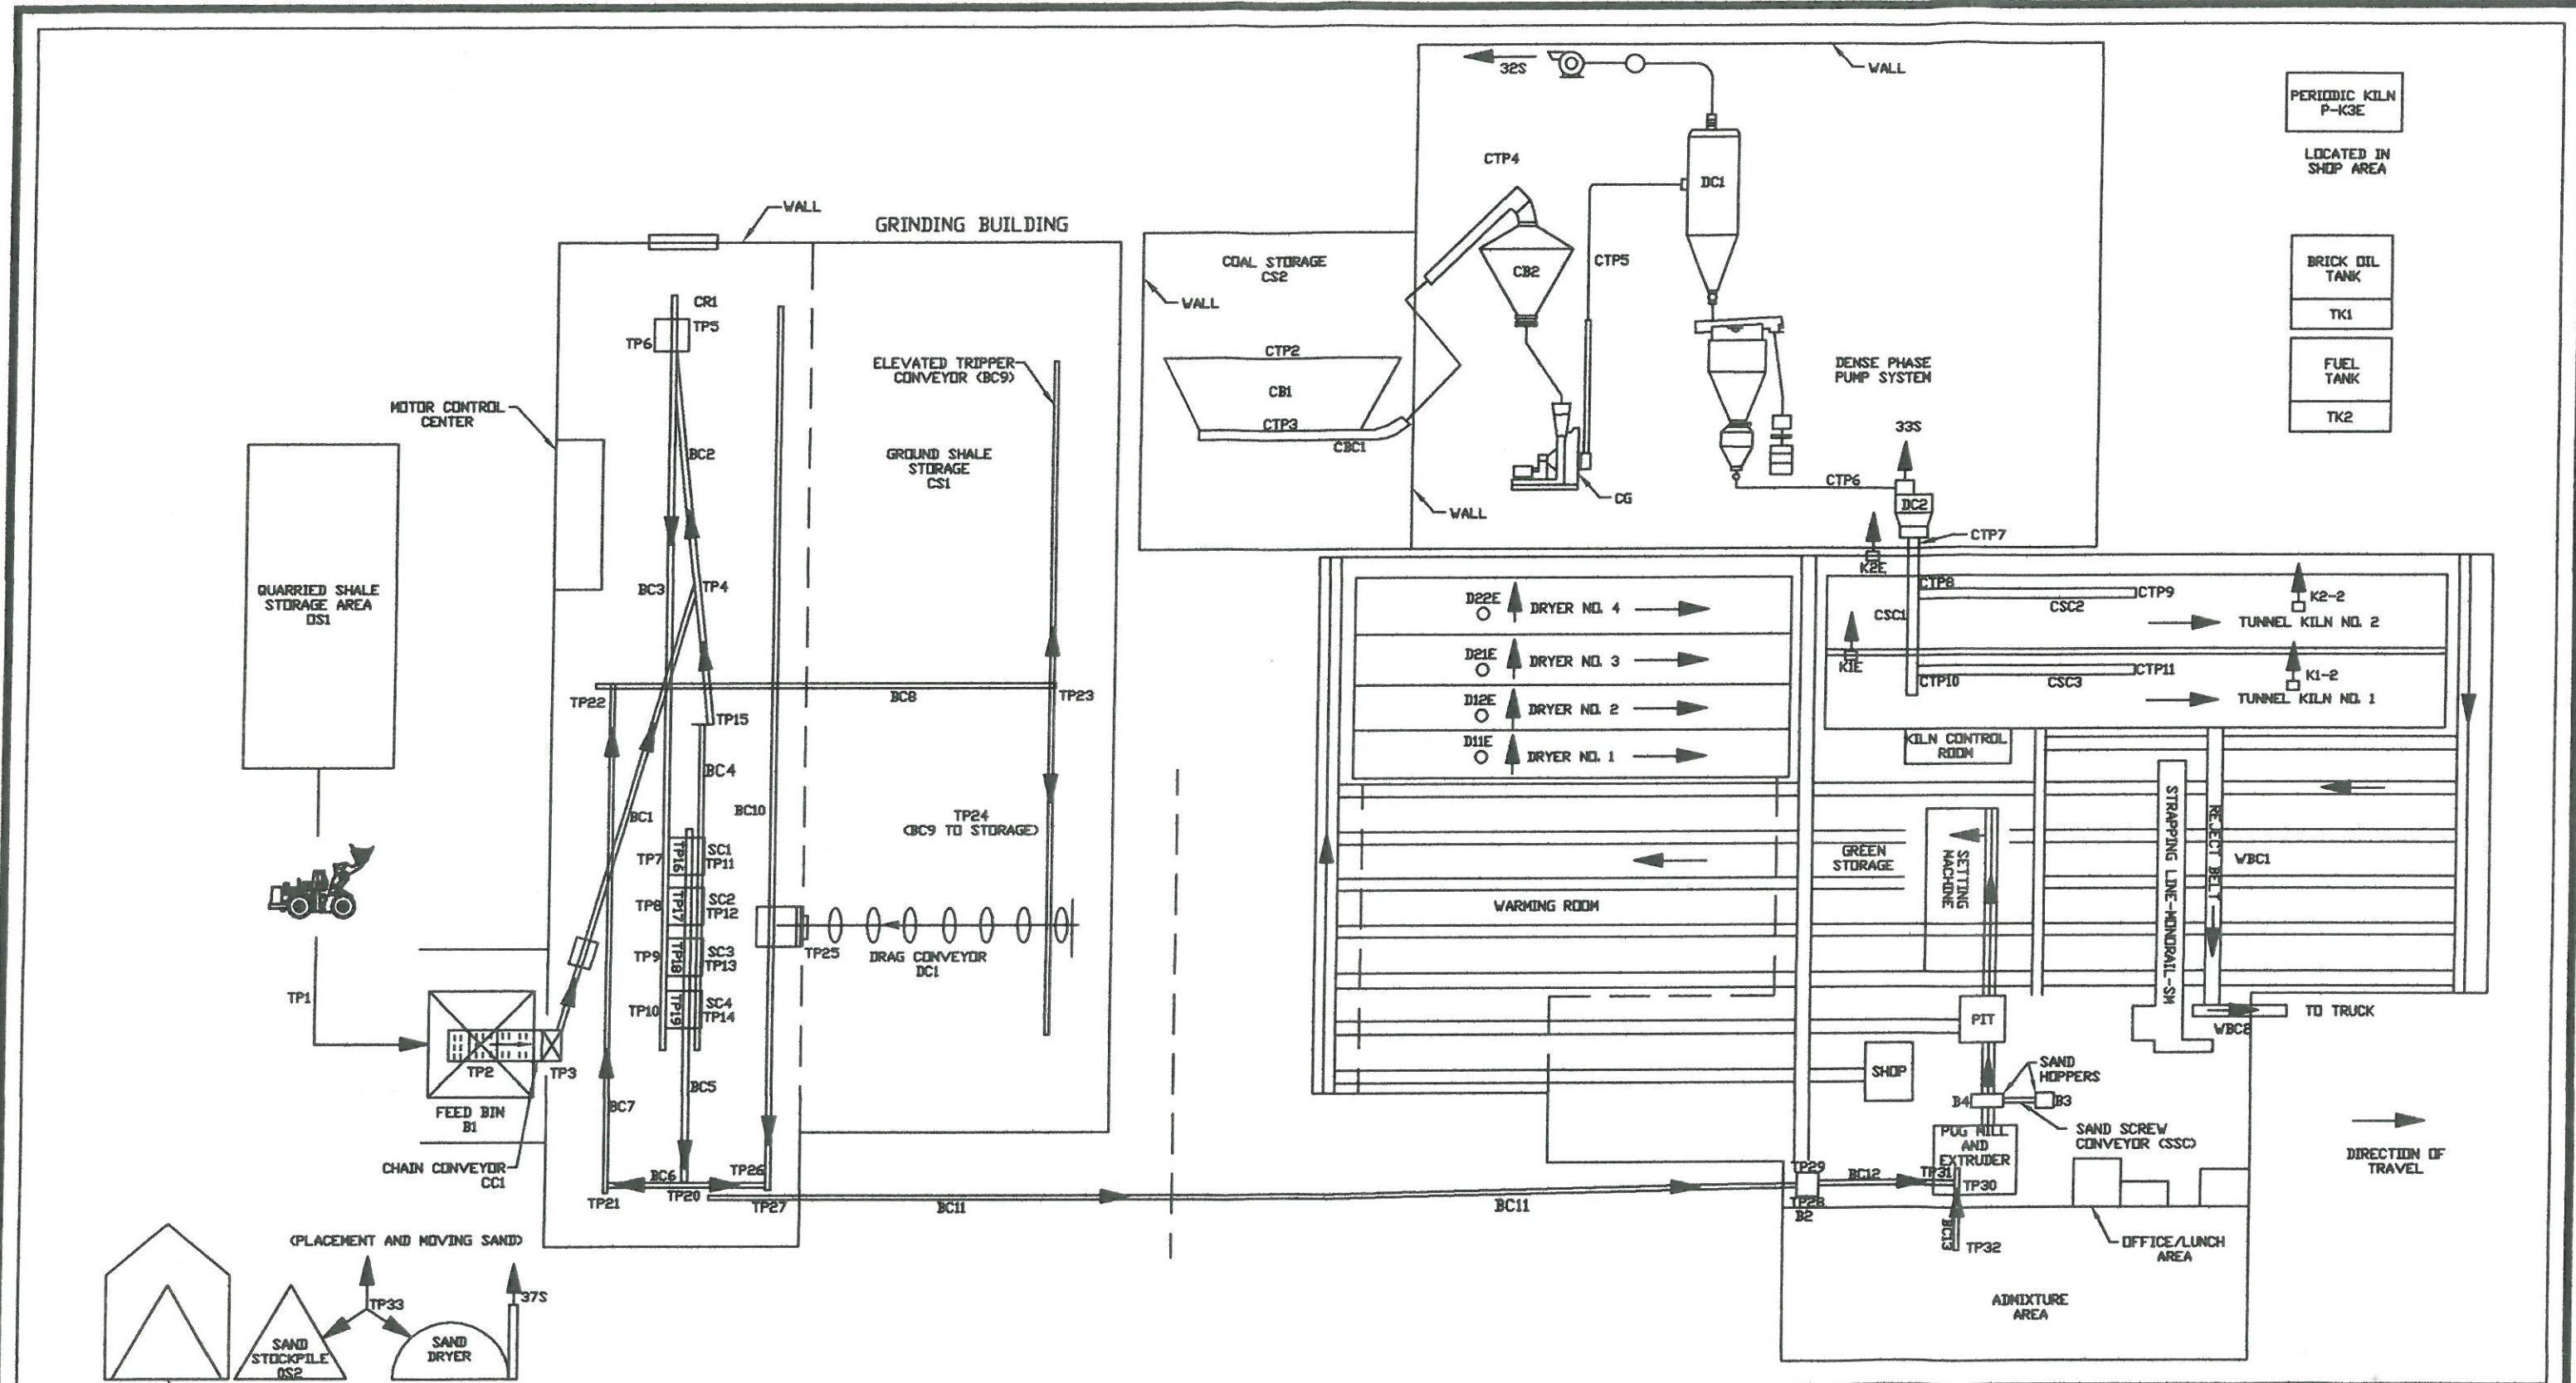 32S
WALL
PERIODIC KILN
P-K3E
LOCATED IN
SHOP AREA
CTP4
DC1
WALL
GRINDING BUILDING
COAL STORAGE
CS2
CB2
CTP5
BRICK OIL
TANK
TK1
WALL
CR1
TP5
TP6
CTP2
CB1
CTP3
CBC1
ELEVATED TRIPPER
CONVEYOR (BC9)
DENSE PHASE
PUMP SYSTEM
FUEL
TANK
TK2
MOTOR CONTROL
CENTER
BC2
GROUND SHALE
STORAGE
CS1
33S
CTP6
CG
WALL
DC2
CTP7
K2E
QUARRIED SHALE
STORAGE AREA
OS1
BC3
TP4
D22E
DRYER NO. 4
CTP8
CTP9
CSC2
CSC1
K2-2
TUNNEL KILN NO. 2
D21E
DRYER NO. 3
K1E
CTP11
CTP10
CSC3
K1-2
TUNNEL KILN NO. 1
TP22
BC8
TP23
TP15
D12E
DRYER NO. 2
D11E
DRYER NO. 1
KILN CONTROL
ROOM
BC4
BC1
BC10
TP24
(BC9 TO STORAGE)
TP7
TP16
SC1
TP11
TP8
TP17
SC2
TP12
TP9
TP18
SC3
TP13
TP10
TP19
SC4
TP14
TP25
DRAG CONVEYOR
DC1
GREEN
STORAGE
SETTING
MACHINE
WARMING ROOM
STRAPPING LINE-MONORAIL-SM
REJECT BELT
WBC1
WBC2
TO TRUCK
TP1
TP2
TP3
FEED BIN
B1
CHAIN CONVEYOR
CC1
BC7
BC5
PIT
SHOP
SAND
HOPPERS
B4
B3
SAND SCREW
CONVEYOR (SSC)
PUG MILL
AND
EXTRUDER
DIRECTION OF
TRAVEL
BC6
TP26
TP21
TP20
TP27
BC11
BC11
TP29
TP28
B2
BC12
TP31
TP30
BC13
TP32
OFFICE/LUNCH
AREA
ADMIXTURE
AREA
(PLACEMENT AND MOVING SAND)
TP33
37S
SAND
STOCKPILE
OS2
SAND
DRYER